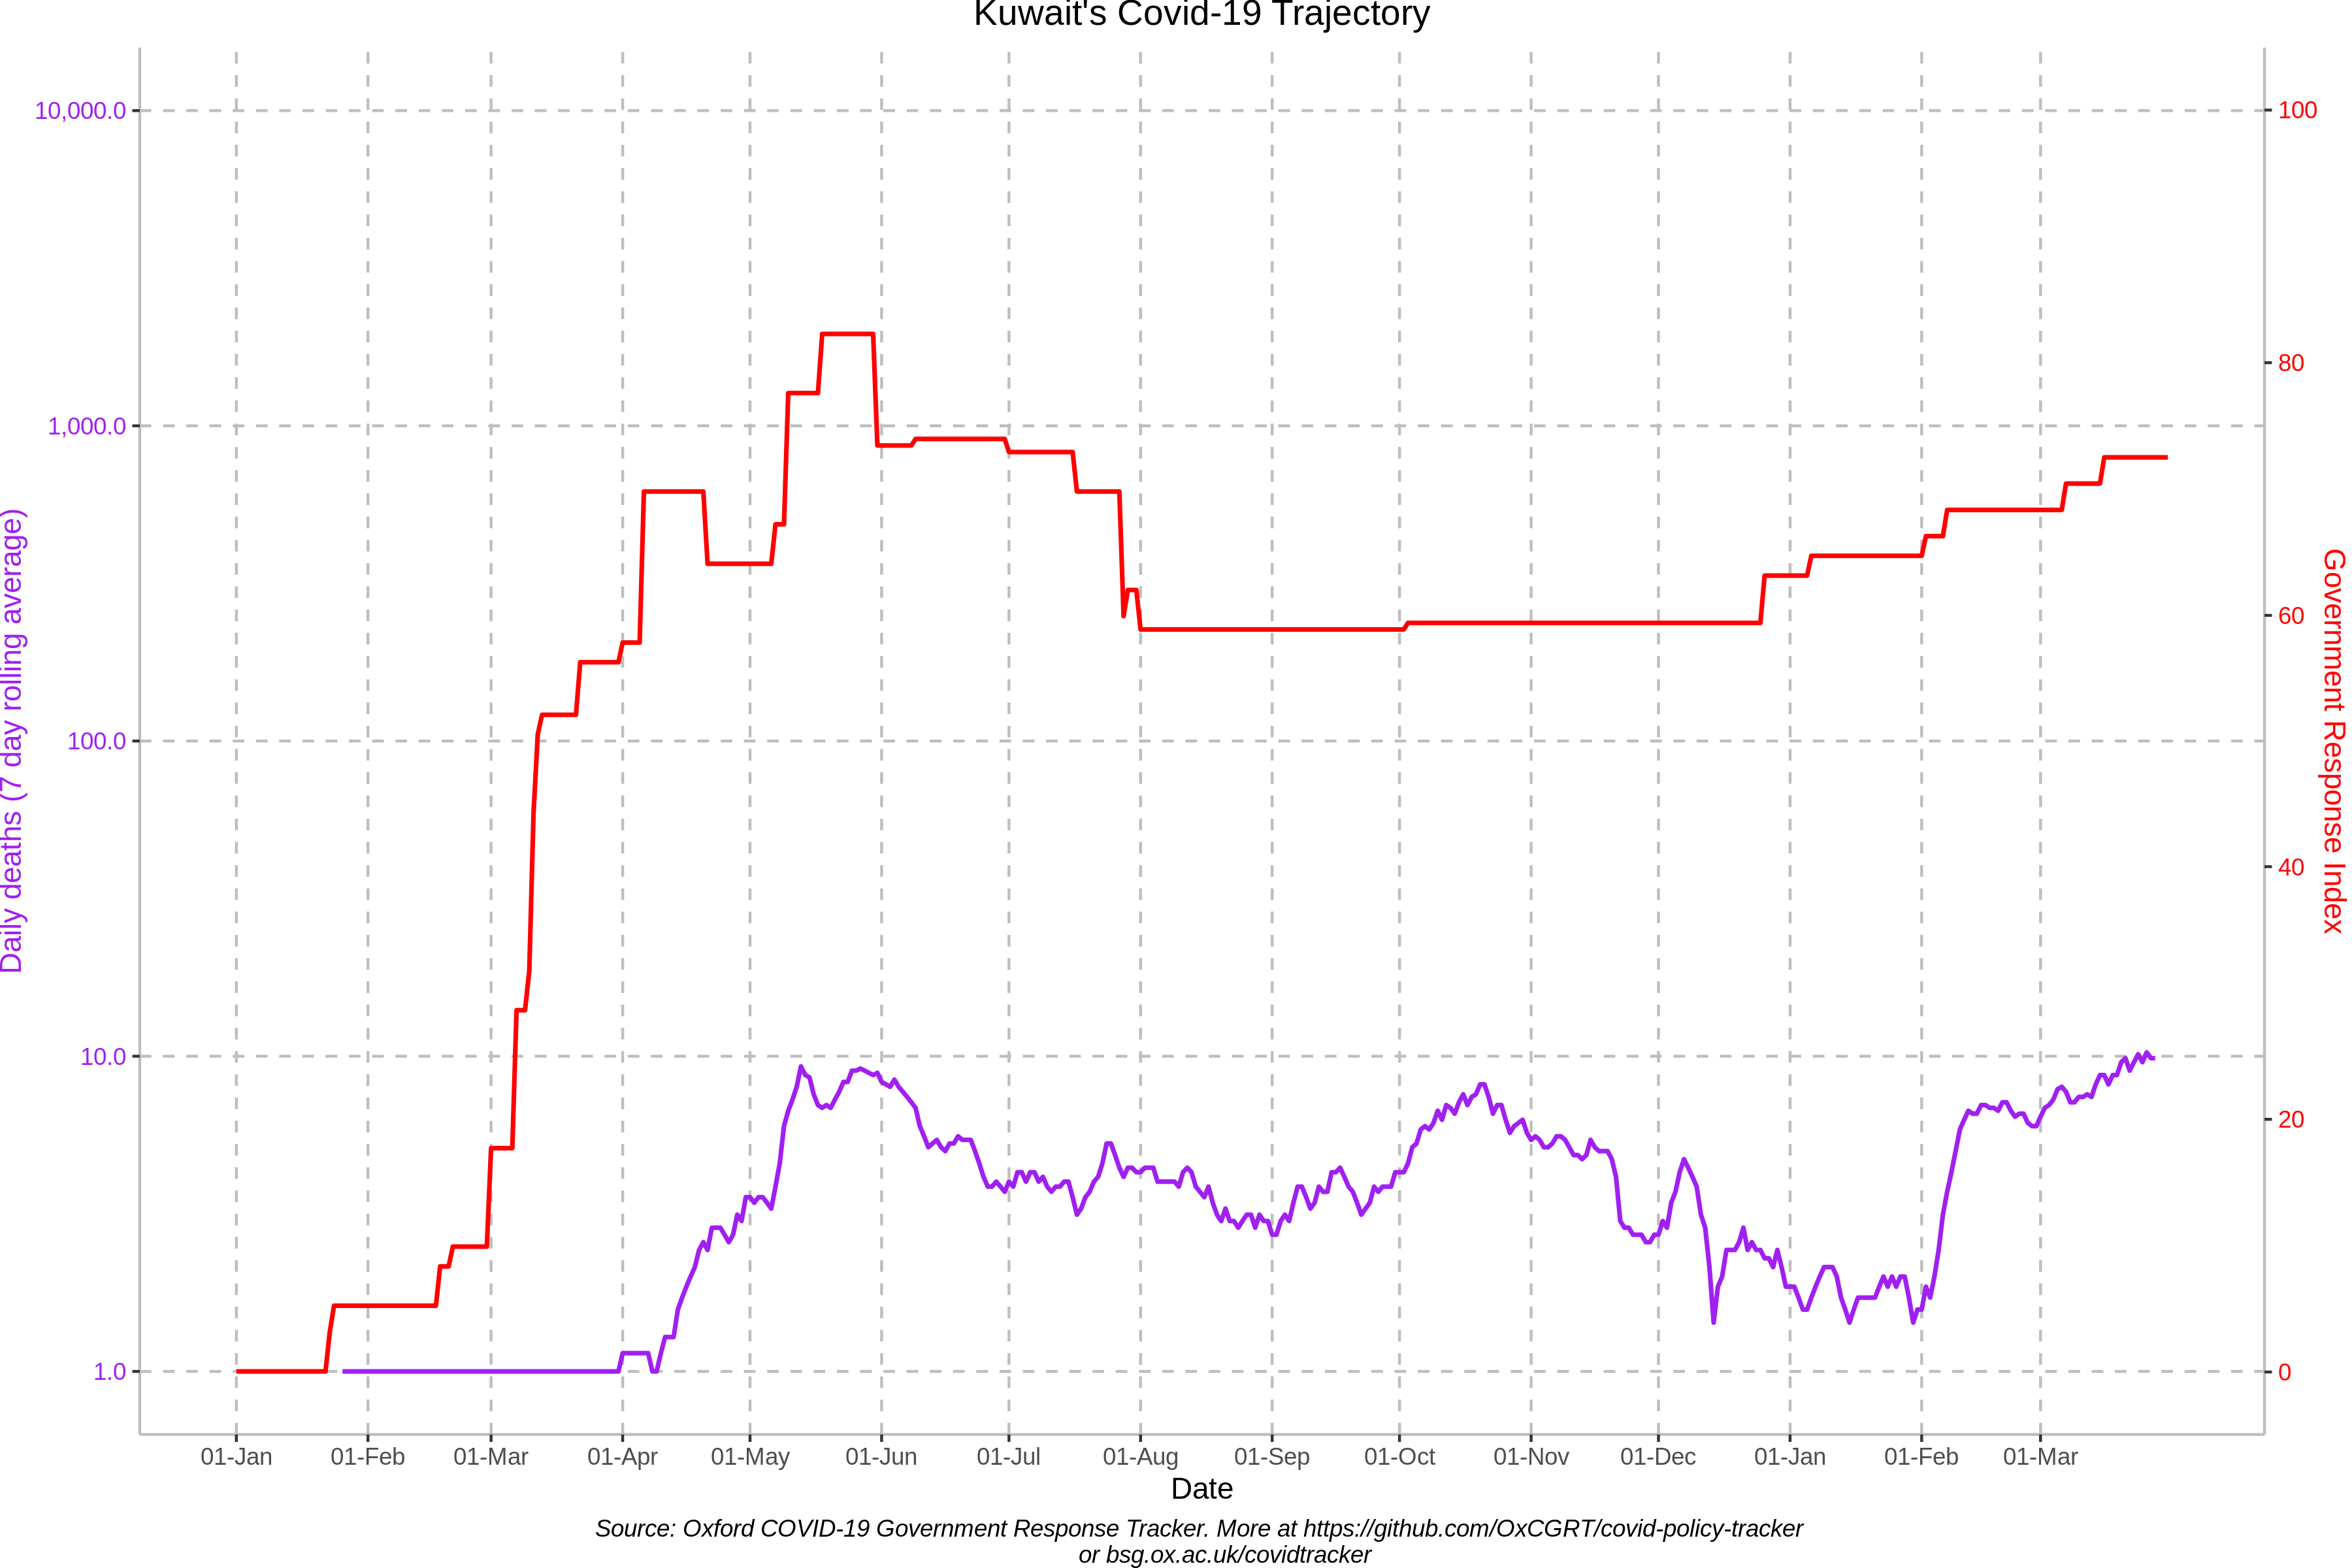 Kuwait's Covid-19 Trajectory
10,000.0
1,000.0
100.0
10.0
1.0
Daily deaths (7 day rolling average)
100
80
60
40
20
0
Government Response Index
01-Jan 01-Feb 01-Mar 01-Apr 01-May 01-Jun 01-Jul 01-Aug 01-Sep 01-Oct 01-Nov 01-Dec 01-Jan 01-Feb 01-Mar
Date
Source: Oxford COVID-19 Government Response Tracker. More at https://github.com/OxCGRT/covid-policy-tracker
or bsg.ox.ac.uk/covidtracker